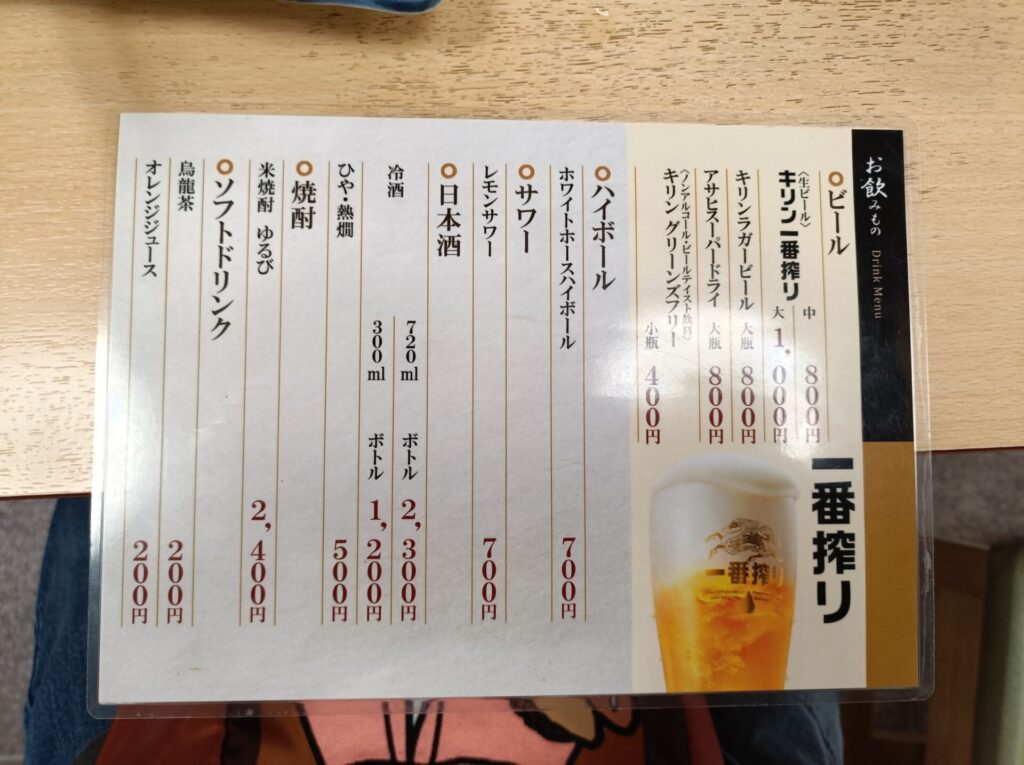 お飲みもの Drink Menu
ビール
〈生ビール〉
キリン一番搾り 中 800円
大 1,000円
キリンラガービール 大瓶 800円
アサヒスーパードライ 大瓶 800円
〈ノンアルコール・ビールテイスト飲料〉
キリン グリーンズフリー 小瓶 400円
一番搾り
一番搾り
ハイボール
ホワイトホースハイボール 700円
サワー
レモンサワー 700円
日本酒
冷酒 720ml ボトル 2,300円
300ml ボトル 1,200円
ひや・熱燗 500円
焼酎
米焼酎 ゆるび 2,400円
ソフトドリンク
烏龍茶 200円
オレンジジュース 200円